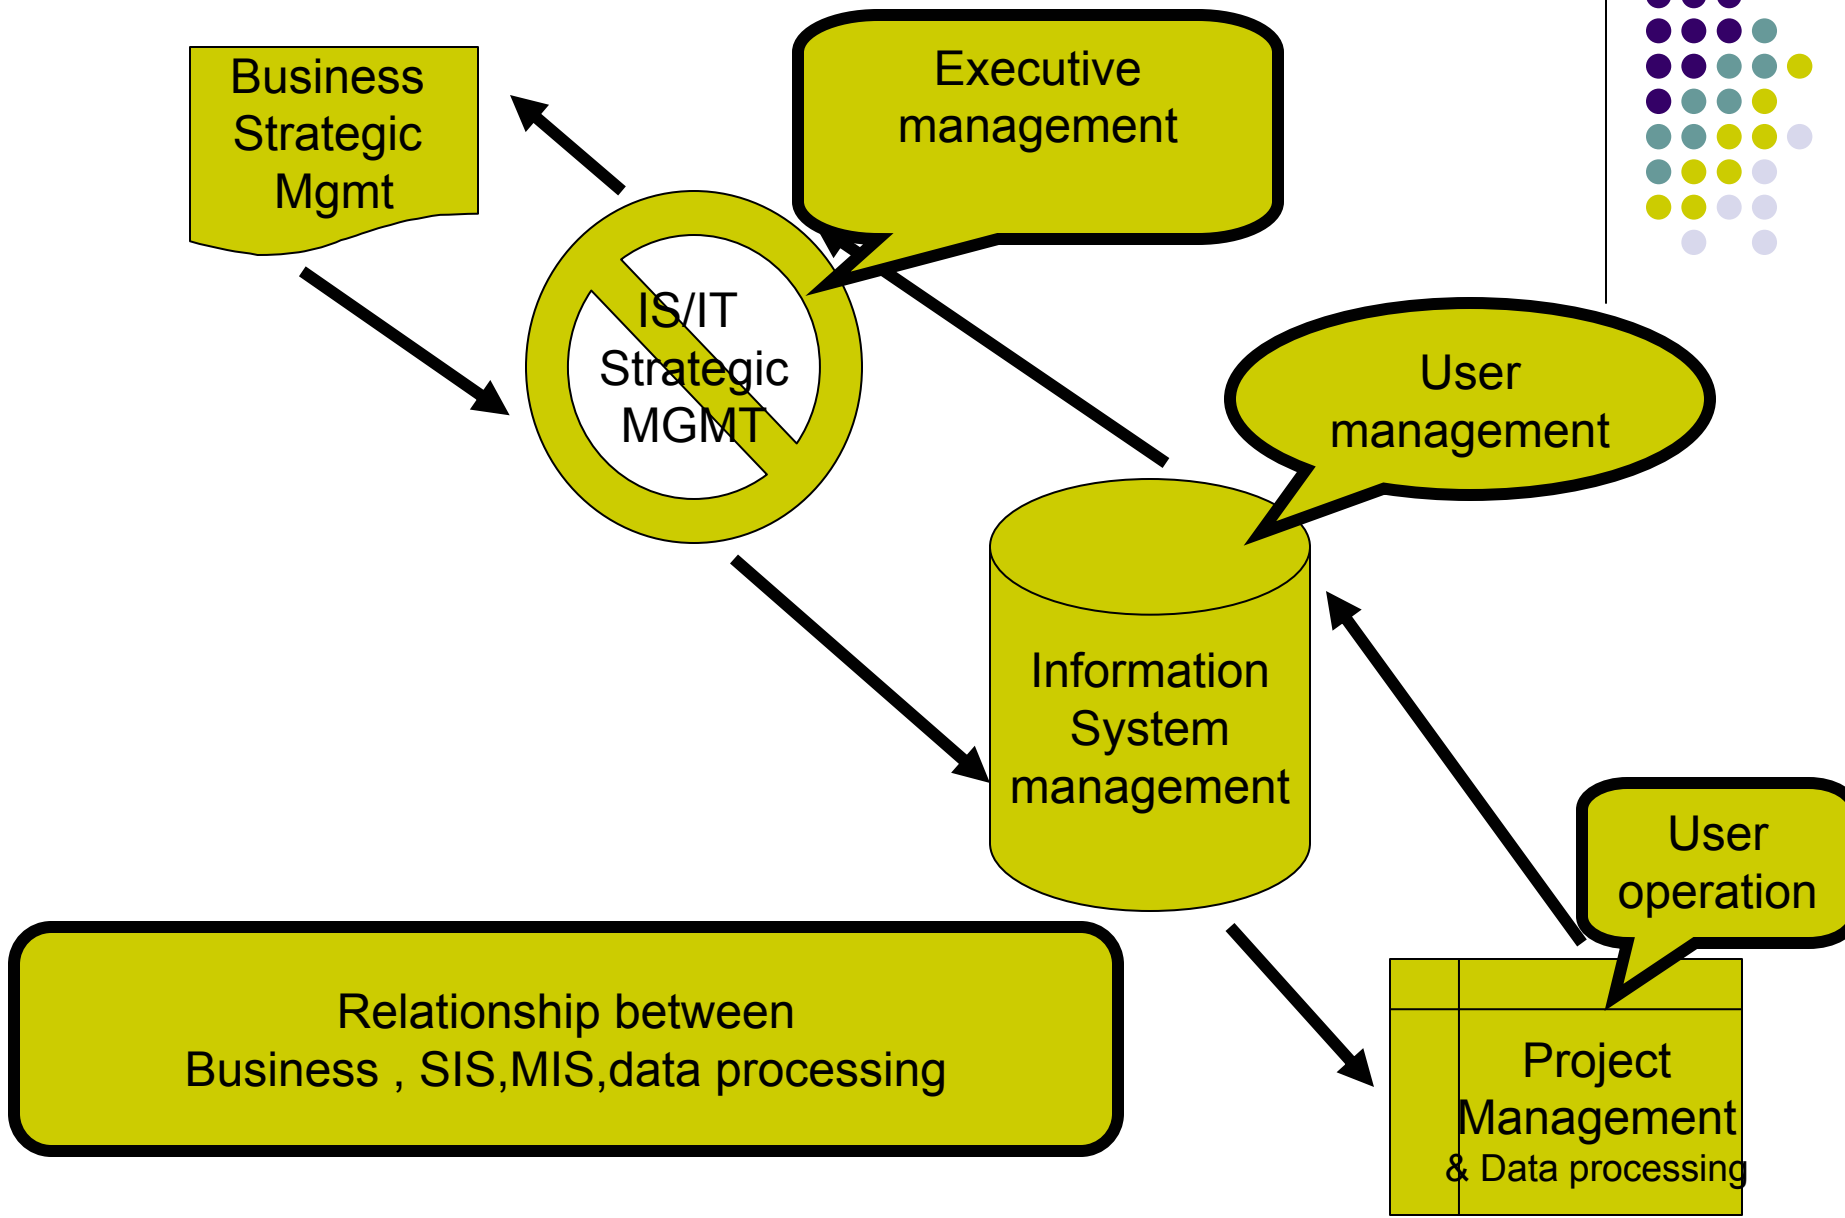 Business
Strategic
Mgmt
Executive
management
IS/IT
Strategic
MGMT
User
management
Information
System
management
User
operation
Relationship between
Business , SIS,MIS,data processing
Project
Management
& Data processing